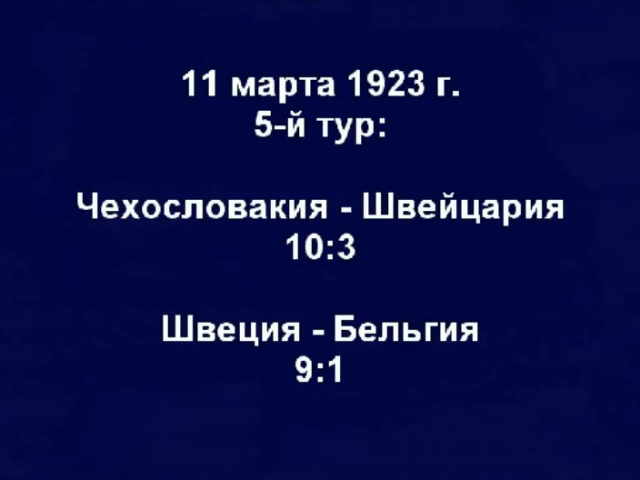 11 марта 1923 г.
5-й тур:
Чехословакия - Швейцария
10:3
Швеция - Бельгия
9:1